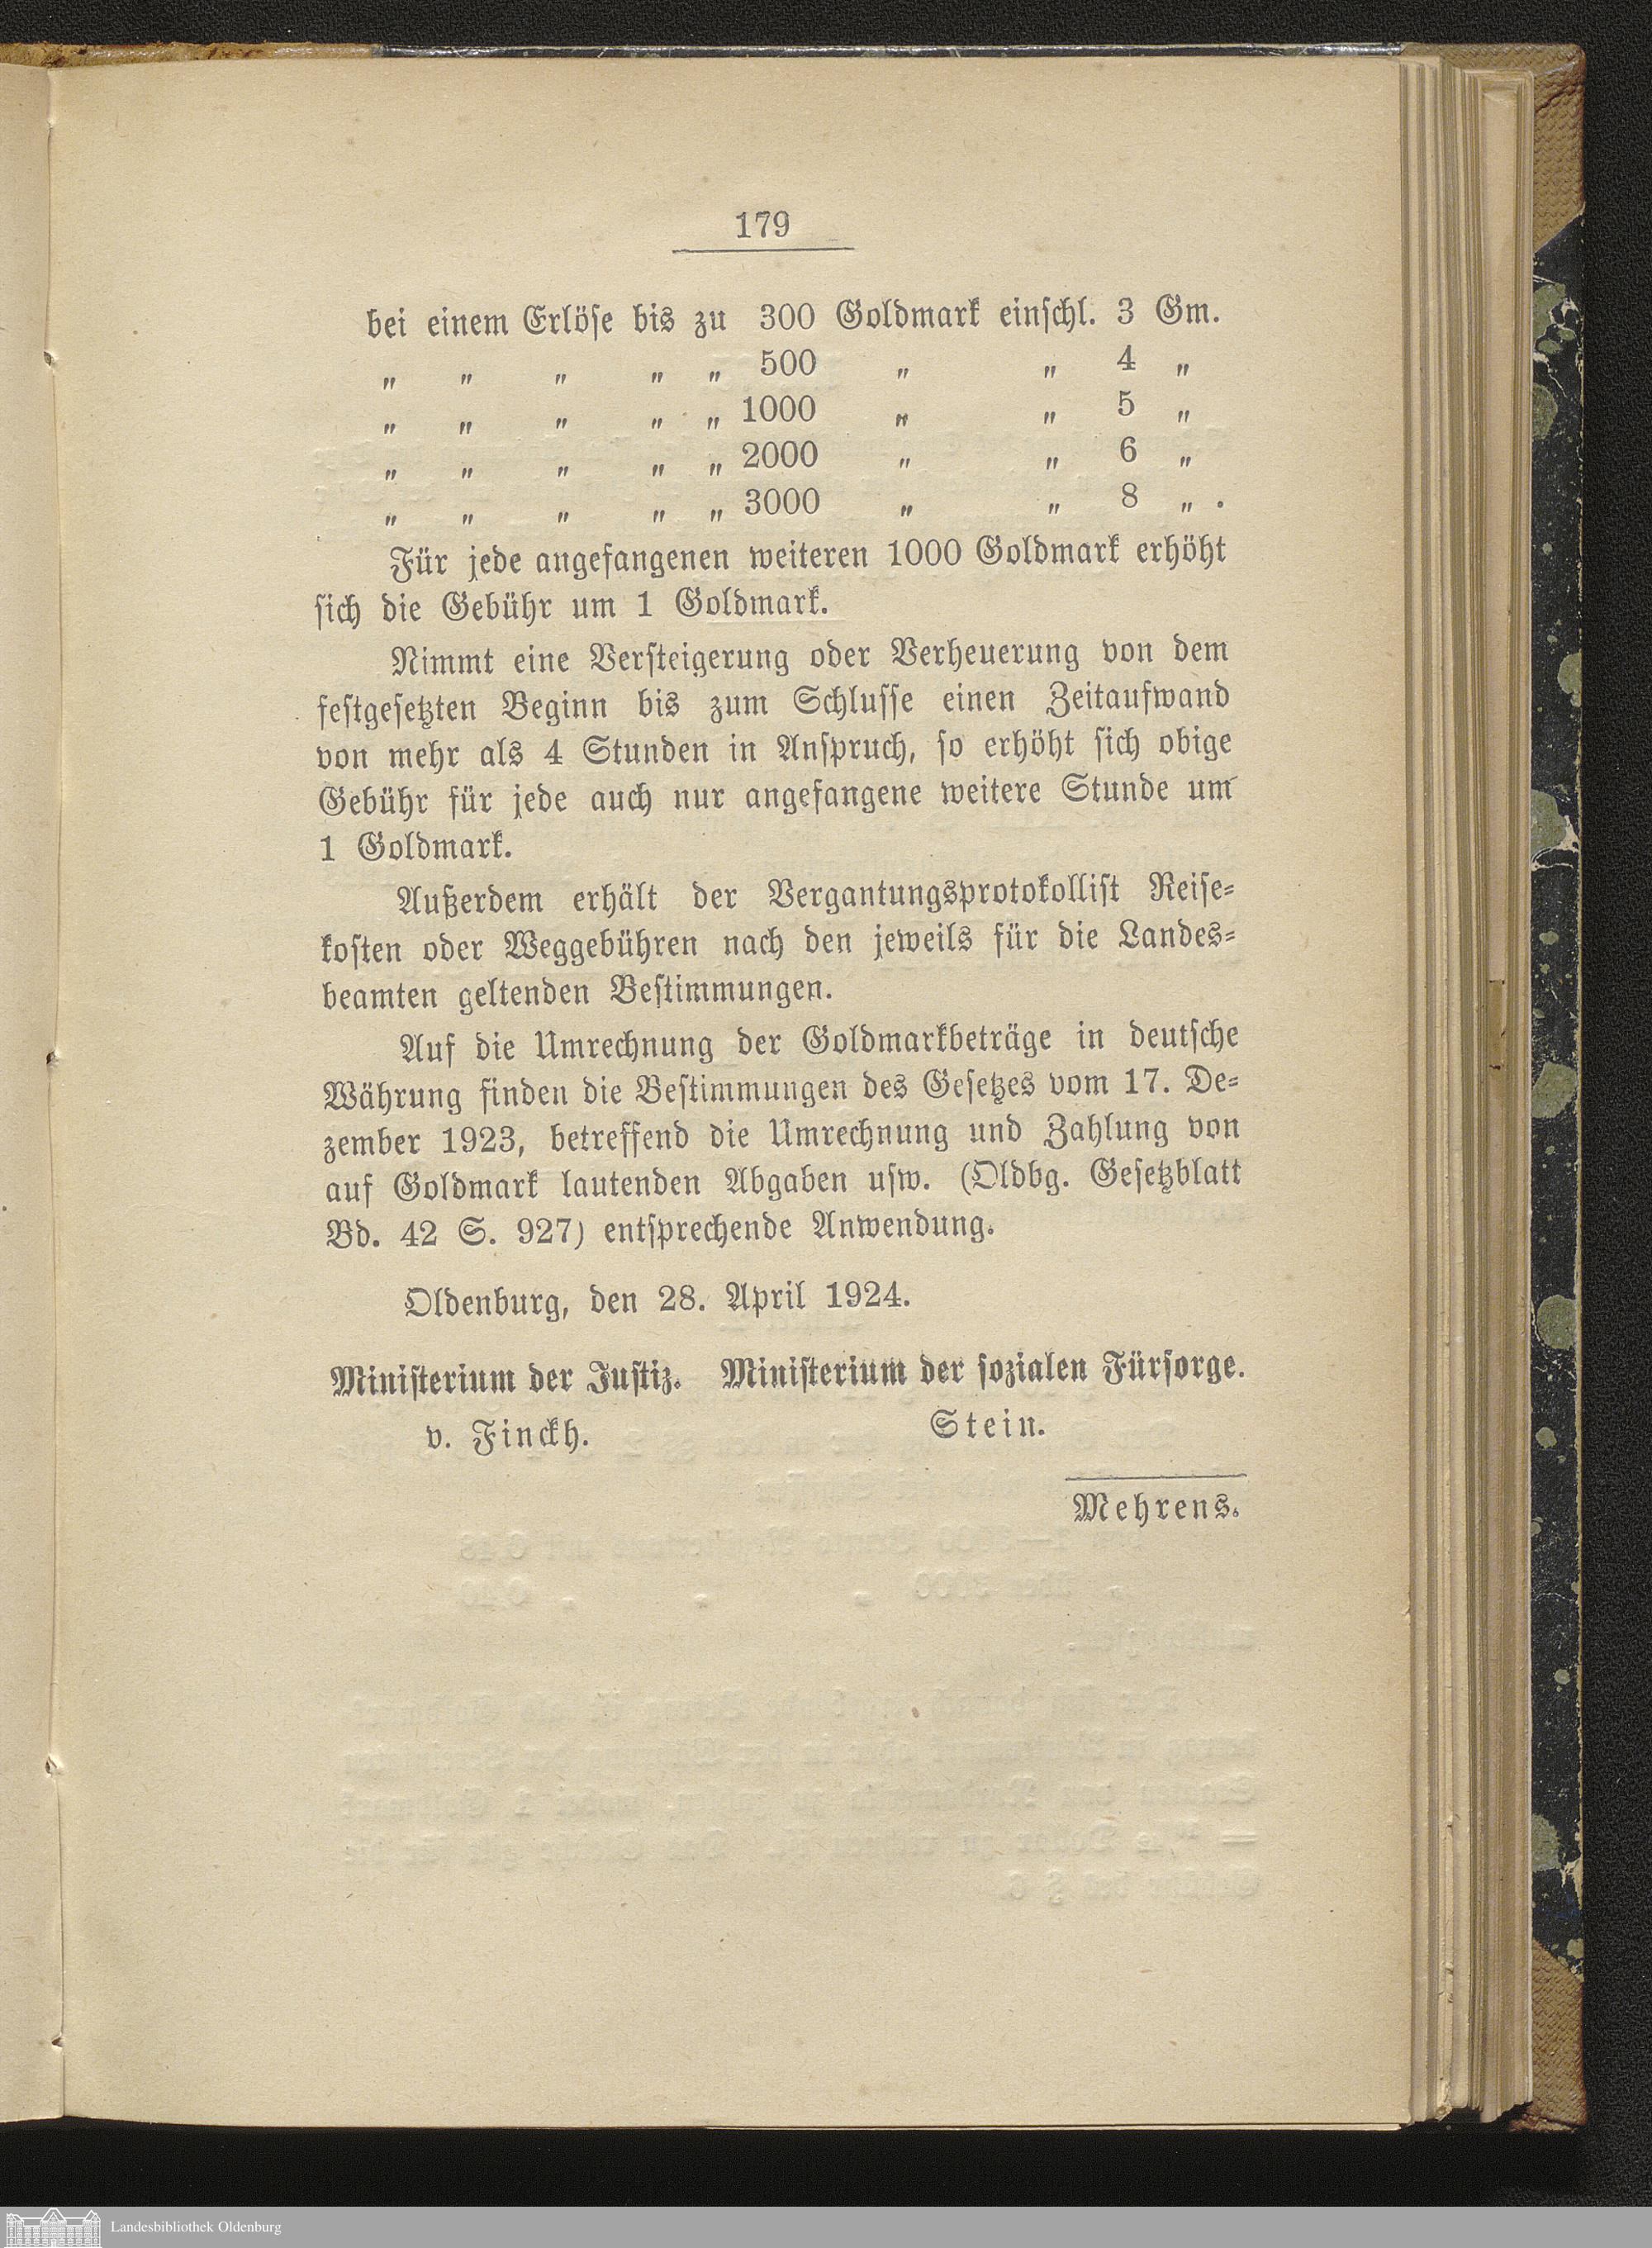 179
bei einem Erlöse bis zu 300 Goldmark einschl. 3 Gm.
„ „ „ „ „ 500 „ „ 4 „
„ „ „ „ „ 1000 „ „ 5 „
„ „ „ „ „ 2000 „ „ 6 „
„ „ „ „ „ 3000 „ „ 8 „ .
Für jede angefangenen weiteren 1000 Goldmark erhöht
sich die Gebühr um 1 Goldmark.
Nimmt eine Versteigerung oder Verheuerung von dem
festgesetzten Beginn bis zum Schlusse einen Zeitaufwand
von mehr als 4 Stunden in Anspruch, so erhöht sich obige
Gebühr für jede auch nur angefangene weitere Stunde um
1 Goldmark.
Außerdem erhält der Vergantungsprotokollist Reise-
kosten oder Weggebühren nach den jeweils für die Landes-
beamten geltenden Bestimmungen.
Auf die Umrechnung der Goldmarkbeträge in deutsche
Währung finden die Bestimmungen des Gesetzes vom 17. De-
zember 1923, betreffend die Umrechnung und Zahlung von
auf Goldmark lautenden Abgaben usw. (Oldbg. Gesetzblatt
Bd. 42 S. 927) entsprechende Anwendung.
Oldenburg, den 28. April 1924.
Ministerium der Justiz. Ministerium der sozialen Fürsorge.
v. Finckh. Stein.
Mehrens.
Landesbibliothek Oldenburg